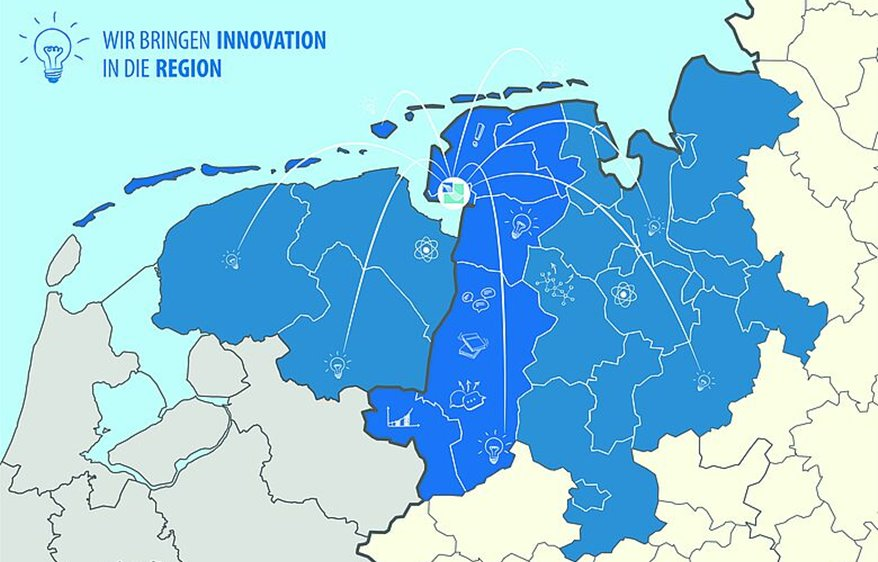 WIR BRINGEN INNOVATION
IN DIE REGION